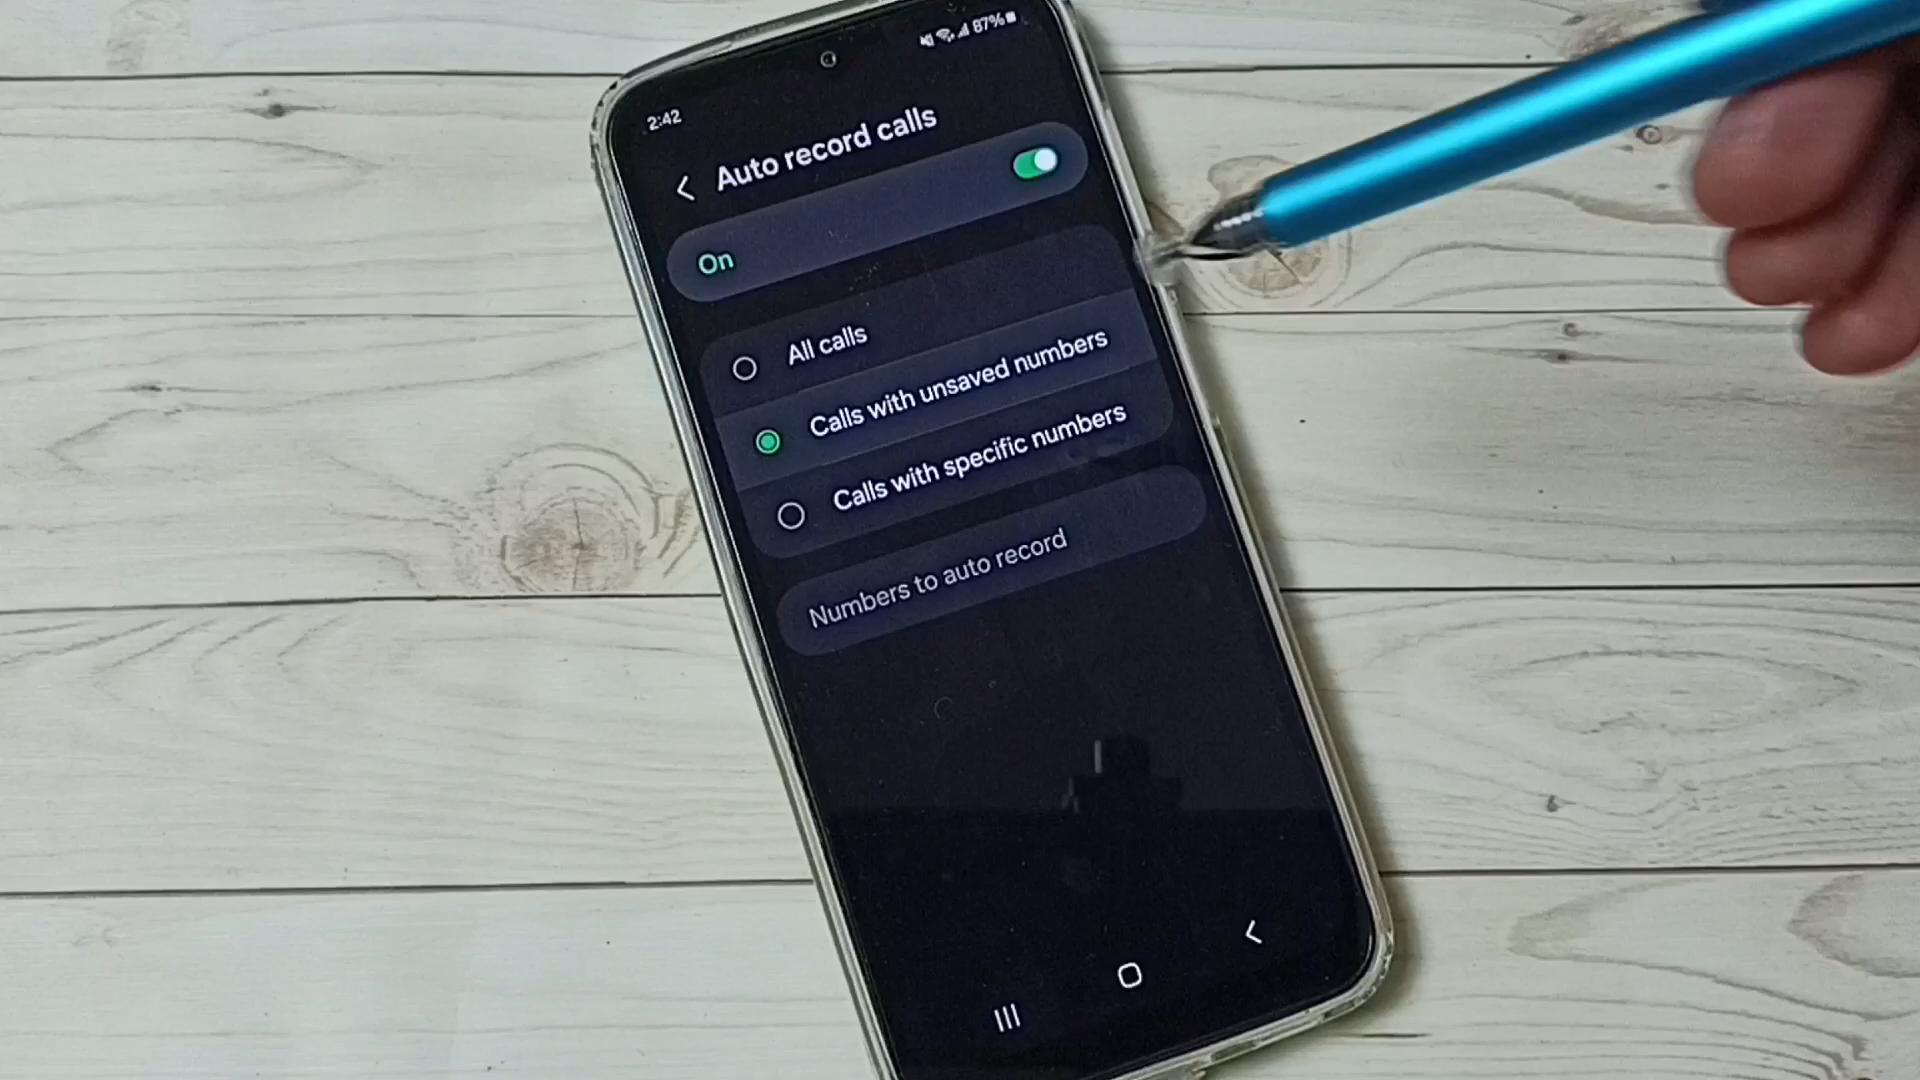 2:42
87%
Auto record calls
On
All calls
Calls with unsaved numbers
Calls with specific numbers
Numbers to auto record